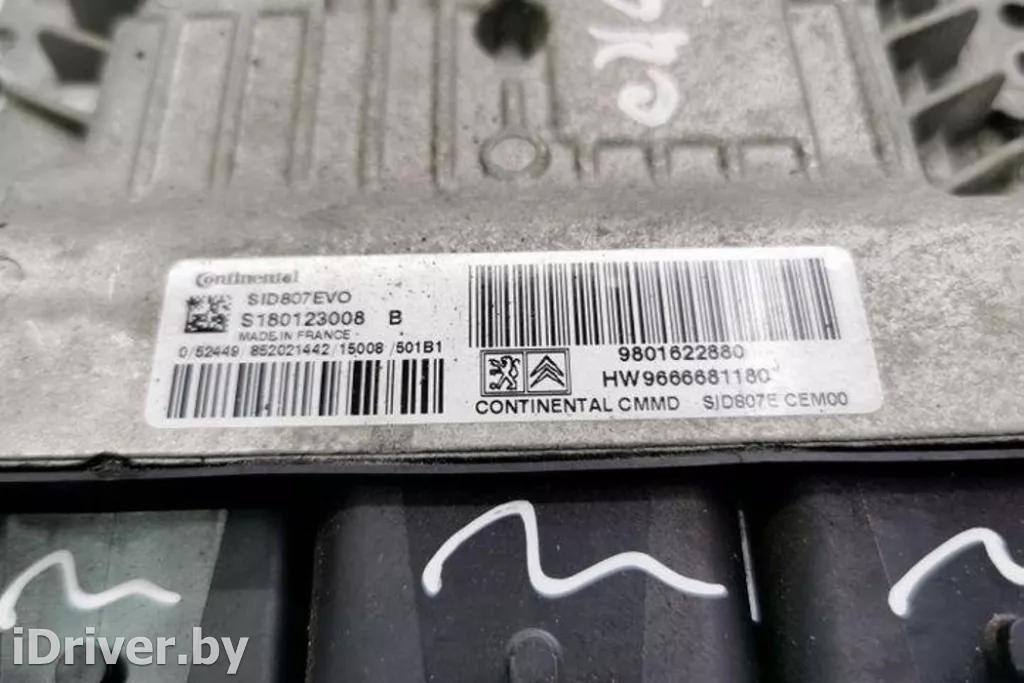 Continental
SID807EVO
S180123008 B
MADE IN FRANCE
0/52449/852021442/15008/501B1
9801622880
HW9666681180
CONTINENTAL CMMD SID807E CEM00
iDriver.by